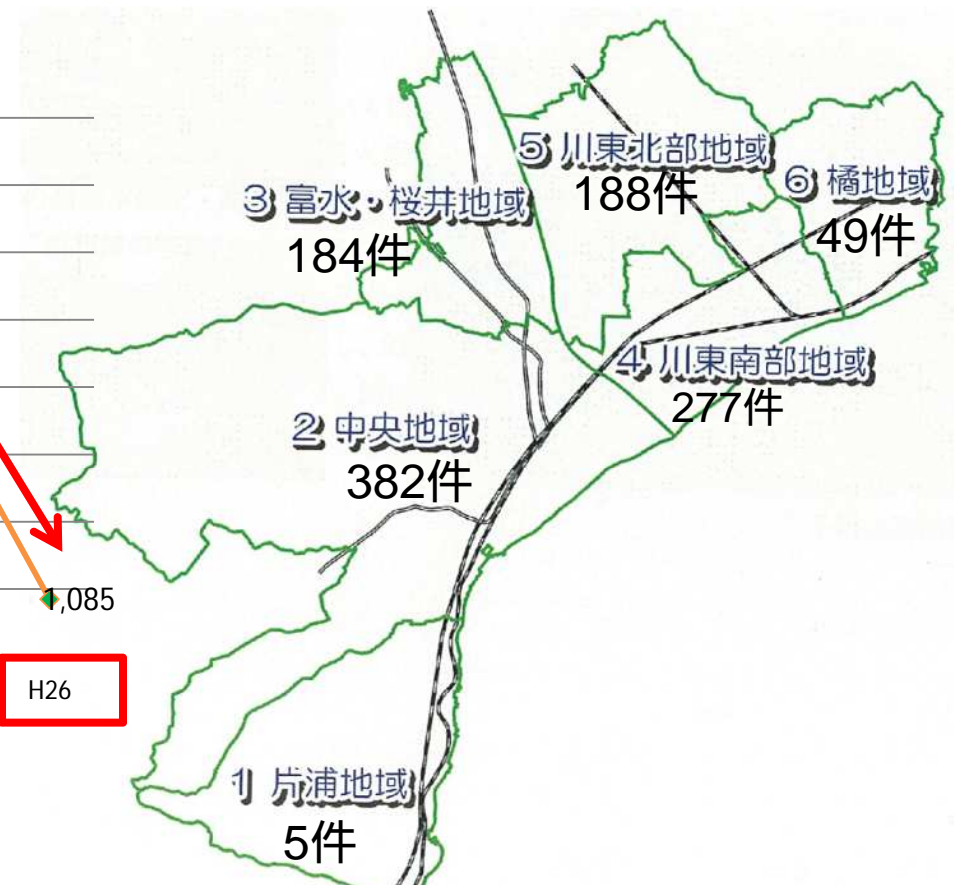 5 川東北部地域
188件
6 橘地域
49件
3 富水・桜井地域
184件
4 川東南部地域
277件
2 中央地域
382件
1,085
H26
1 片浦地域
5件